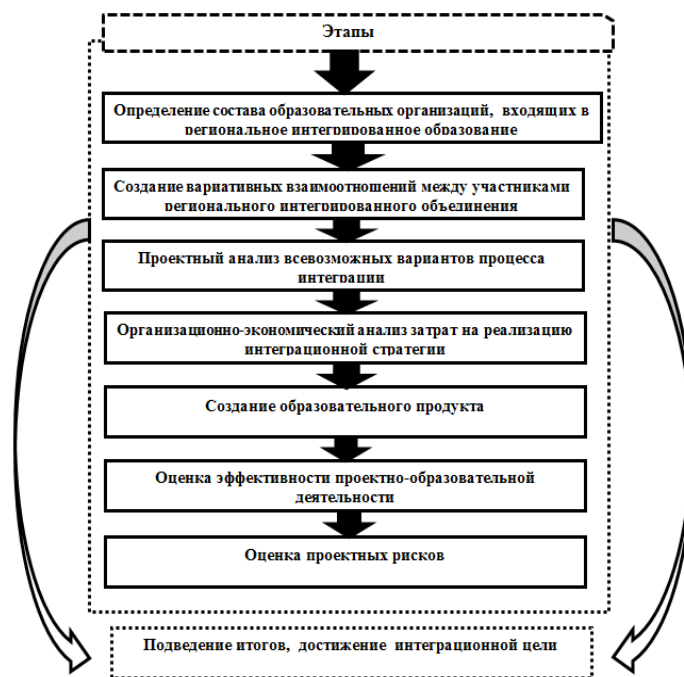 Этапы
Определение состава образовательных организаций, входящих в
региональное интегрированное образование
Создание вариативных взаимоотношений между участниками
регионального интегрированного объединения
Проектный анализ всевозможных вариантов процесса
интеграции
Организационно-экономический анализ затрат на реализацию
интеграционной стратегии
Создание образовательного продукта
Оценка эффективности проектно-образовательной
деятельности
Оценка проектных рисков
Подведение итогов, достижение интеграционной цели